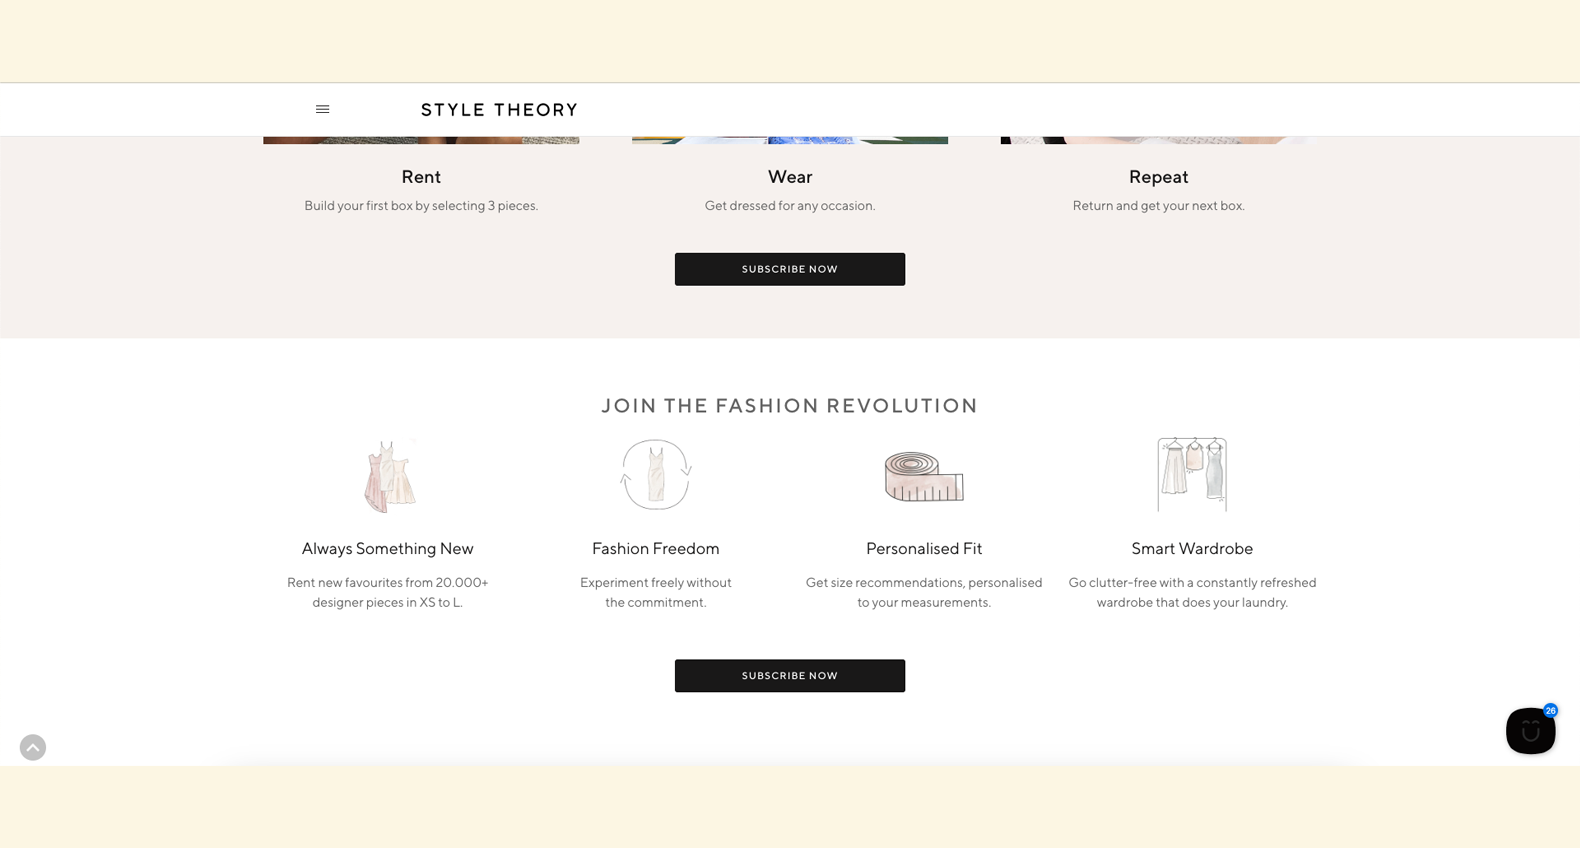 STYLE THEORY
Rent
Wear
Repeat
Build your first box by selecting 3 pieces.
Get dressed for any occasion.
Return and get your next box.
SUBSCRIBE NOW
JOIN THE FASHION REVOLUTION
Always Something New
Fashion Freedom
Personalised Fit
Smart Wardrobe
Rent new favourites from 20.000+
designer pieces in XS to L.
Experiment freely without
the commitment.
Get size recommendations, personalised
to your measurements.
Go clutter-free with a constantly refreshed
wardrobe that does your laundry.
SUBSCRIBE NOW
26